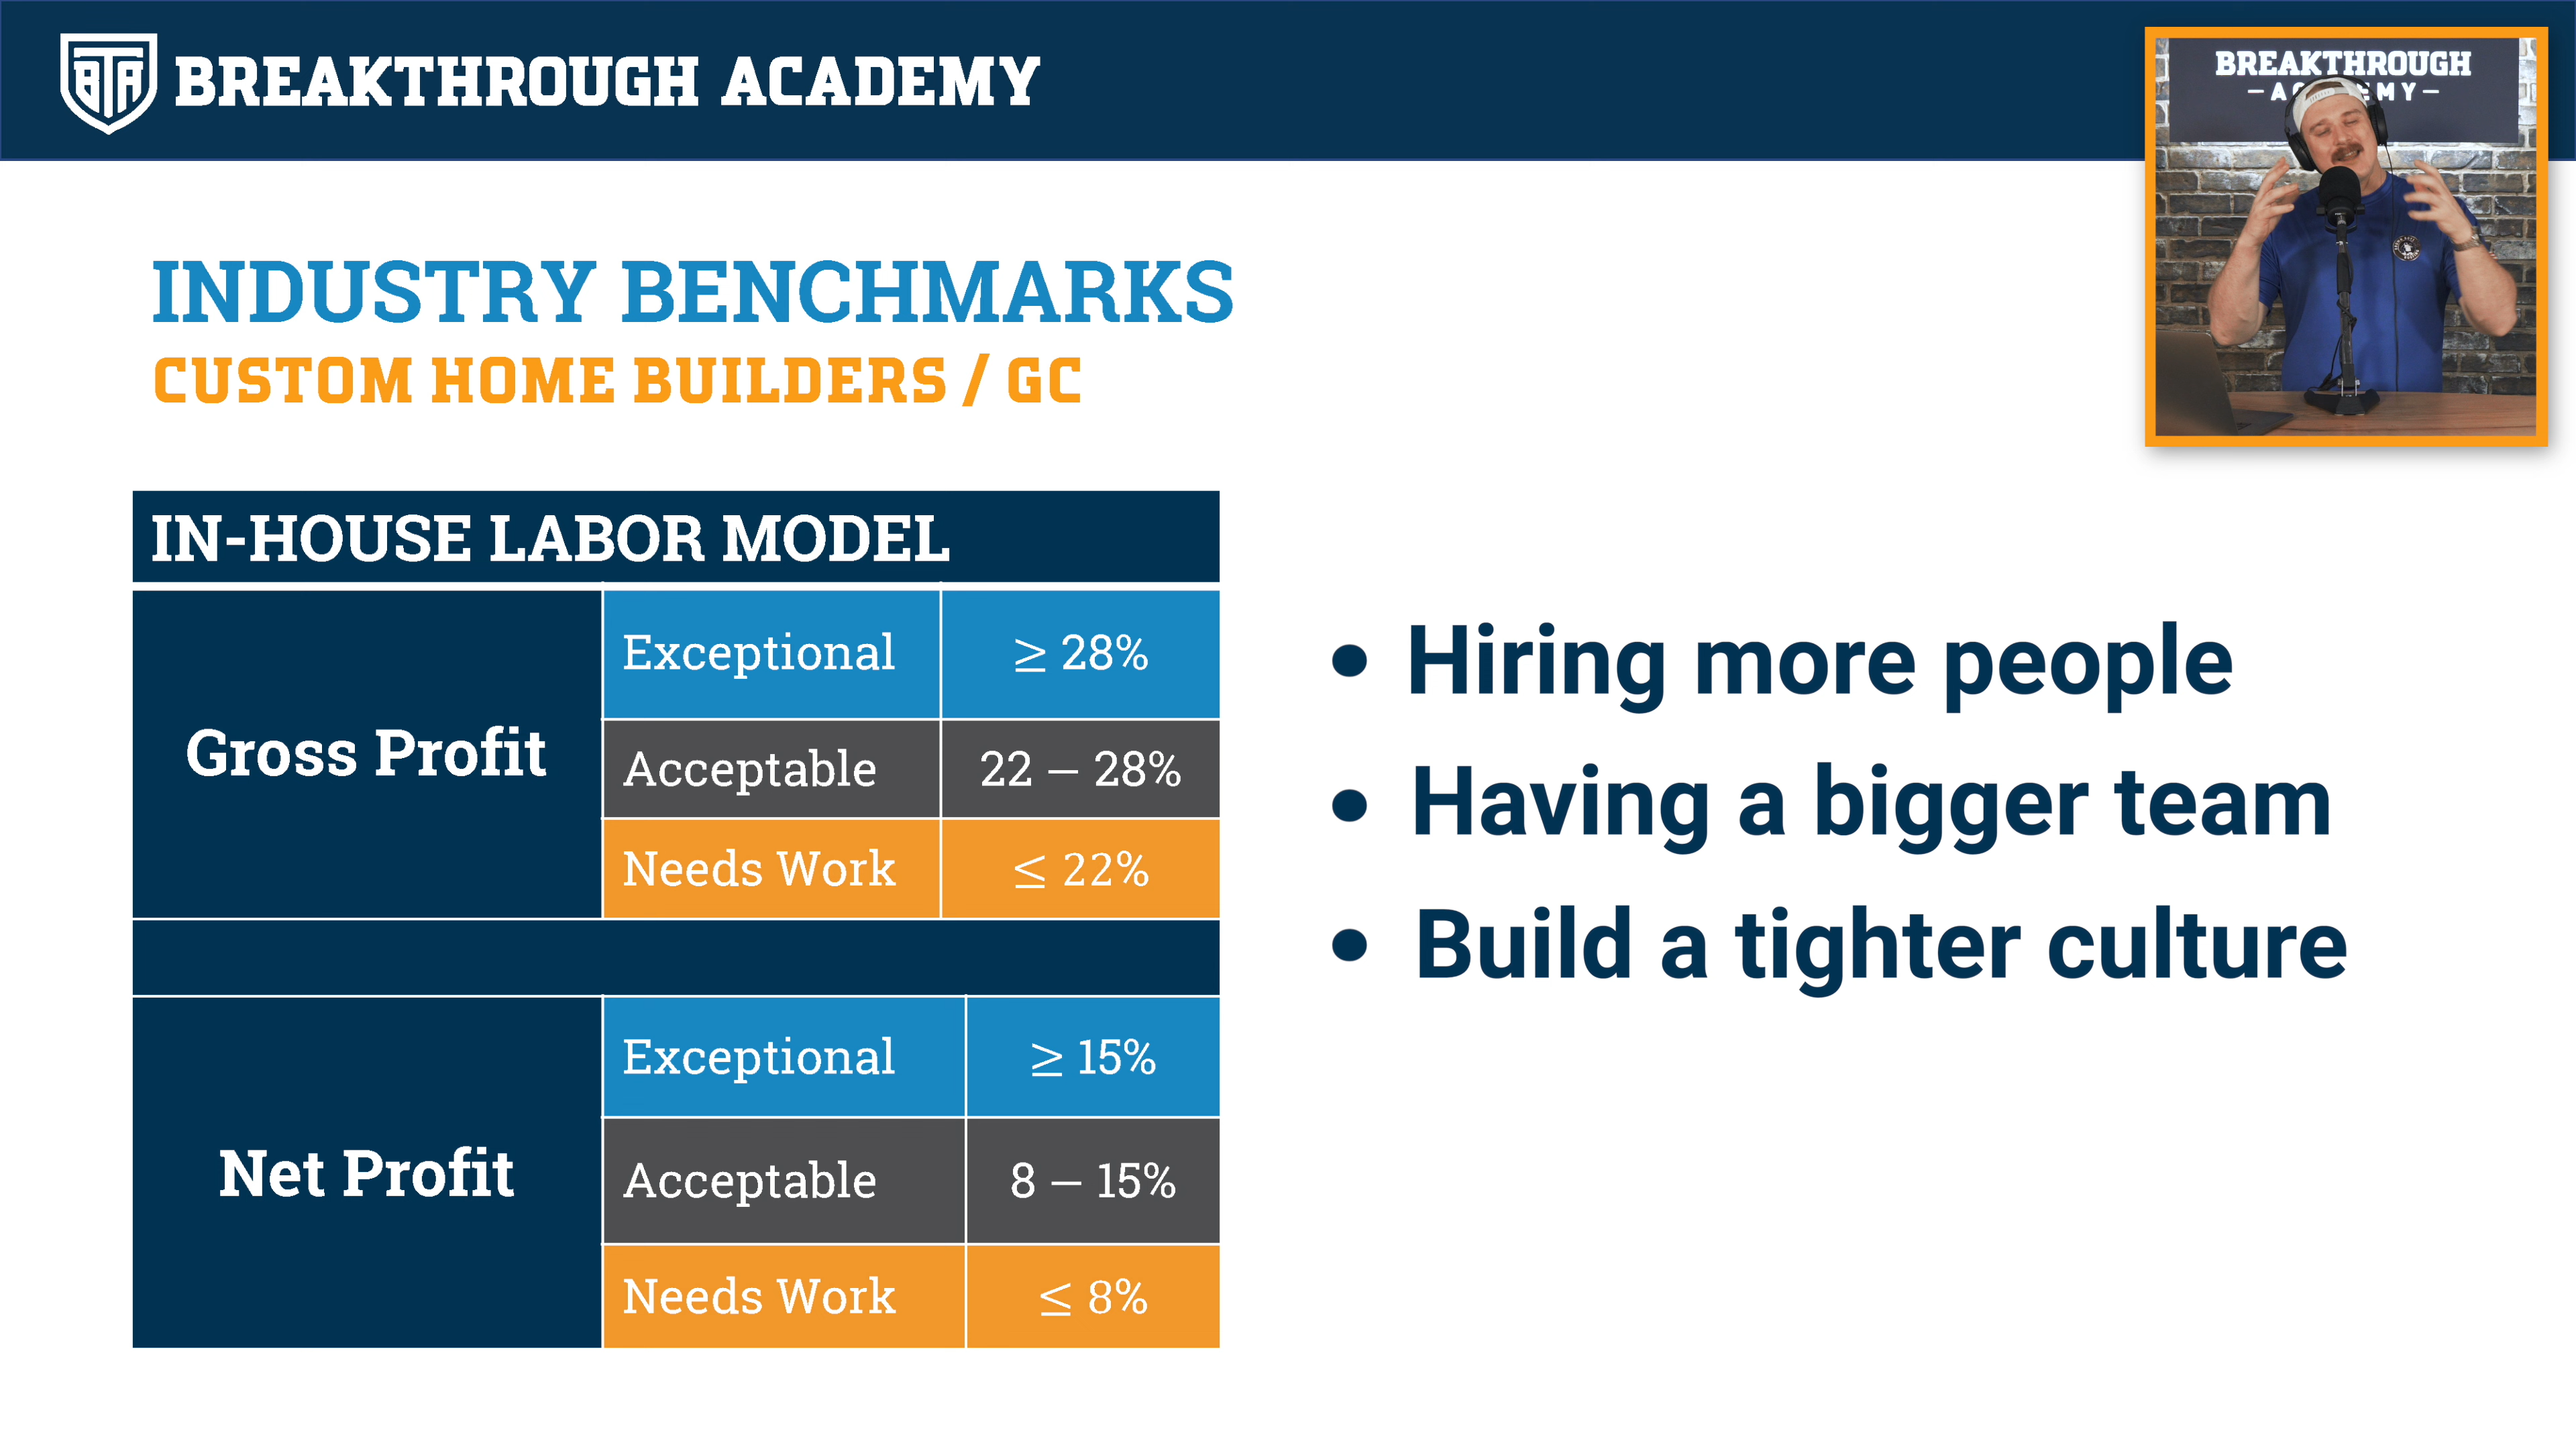 BTA BREAKTHROUGH ACADEMY
BREAKTHROUGH
INDUSTRY BENCHMARKS
CUSTOM HOME BUILDERS / GC
IN-HOUSE LABOR MODEL
Gross Profit
Exceptional ≥ 28%
Acceptable 22 – 28%
Needs Work ≤ 22%
Net Profit
Exceptional ≥ 15%
Acceptable 8 – 15%
Needs Work ≤ 8%
• Hiring more people
• Having a bigger team
• Build a tighter culture